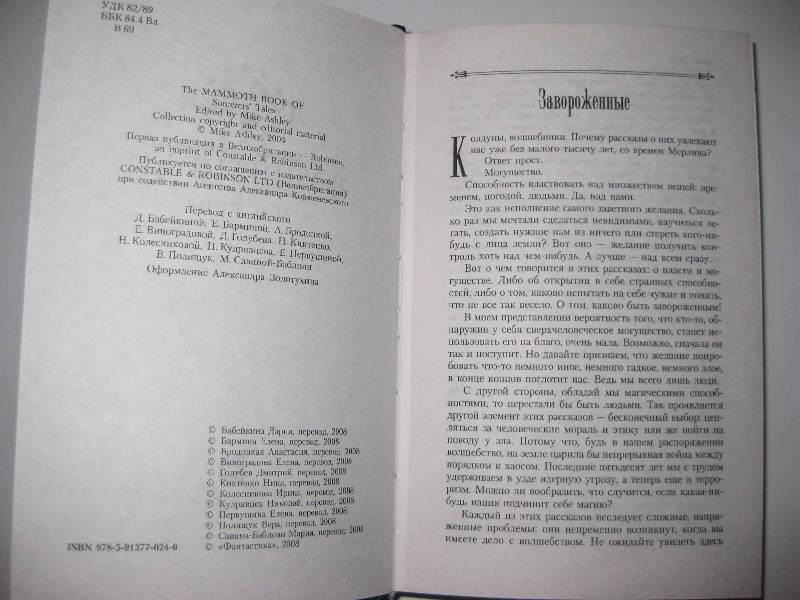 УДК 82/89
ББК 84.4 Вл
В 69
The MAMMOTH BOOK OF
Sorcerers' Tales
Edited by Mike Ashley
Collection copyright and editorial material
© Mike Ashley, 2004
Первая публикация в Великобритании — Robinson,
an imprint of Constable & Robinson Ltd.
Публикуется по соглашению с издательством
CONSTABLE & ROBINSON LTD (Великобритания)
при содействии Агентства Александра Корженевского
Перевод с английского
Д. Бабейкиной, Е. Барминой, А. Бродоцкой,
Е. Виноградовой, Д. Голубева, Н. Киктенко,
Н. Колесниковой, Н. Кудрявцева, Е. Первушиной,
В. Полищук, М. Савиной-Баблоян
Оформление Александра Золотухина
© Бабейкина Дарья, перевод, 2008
© Бармина Елена, перевод, 2008
© Бродоцкая Анастасия, перевод, 2008
© Виноградова Елена, перевод, 2008
© Голубев Дмитрий, перевод, 2008
© Киктенко Ника, перевод, 2008
© Колесникова Ирина, перевод, 2008
© Кудрявцев Николай, перевод, 2008
© Первушина Елена, перевод, 2008
© Полищук Вера, перевод, 2008
© Савина-Баблоян Мария, перевод, 2008
© «Фантастика», 2008
ISBN 978-5-91377-024-0
Завороженные
Колдуны, волшебники. Почему рассказы о них увлекают
нас уже без малого тысячу лет, со времен Мерлина?
Ответ прост.
Могущество.
Способность властвовать над множеством вещей: вре-
менем, погодой, людьми. Да, над нами.
Это как исполнение самого заветного желания. Сколь-
ко раз мы мечтали сделаться невидимыми, научиться ле-
тать, создать нужное нам из ничего или стереть кого-ни-
будь с лица земли? Вот оно — желание получить кон-
троль хоть над чем-нибудь. А лучше — над всем сразу.
Вот о чем говорится в этих рассказах: о власти и мо-
гуществе. Либо об открытии в себе странных способно-
стей, либо о том, каково испытать на себе чужие и понять,
что не все так весело. О том, каково быть завороженным!
В моем представлении вероятность того, что кто-то, об-
наружив у себя сверхчеловеческое могущество, станет ис-
пользовать его на благо, очень мала. Возможно, сначала он
так и поступит. Но давайте признаем, что желание попро-
бовать что-то немного иное, немного гадкое, немного злое,
в конце концов поглотит нас. Ведь мы всего лишь люди.
С другой стороны, обладай мы магическими способ-
ностями, то перестали бы быть людьми. Так проявляется
другой элемент этих рассказов — бесконечный выбор: цеп-
ляться за человеческие мораль и этику или же пойти на
поводу у зла. Потому что, будь в нашем распоряжении
волшебство, на земле царила бы непрерывная война между
порядком и хаосом. Последние пятьдесят лет мы с трудом
удерживаем в узде ядерную угрозу, а теперь еще и терро-
ризм. Можно ли вообразить, что случится, если какая-ни-
будь нация подчинит себе магию?
Каждый из этих рассказов исследует сложные, напря-
женные проблемы: они непременно возникнут, когда вы
имеете дело с волшебством. Не ожидайте увидеть здесь